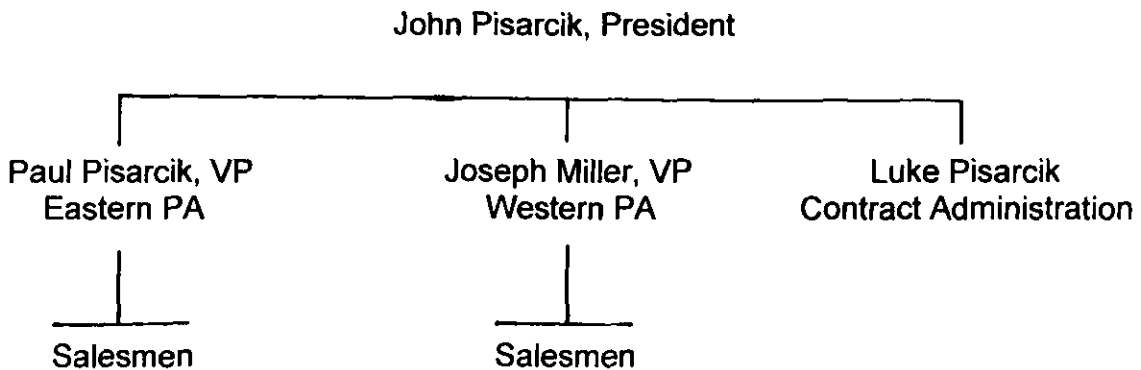 John Pisarcik, President
Paul Pisarcik, VP
Eastern PA
Joseph Miller, VP
Western PA
Luke Pisarcik
Contract Administration
Salesmen
Salesmen